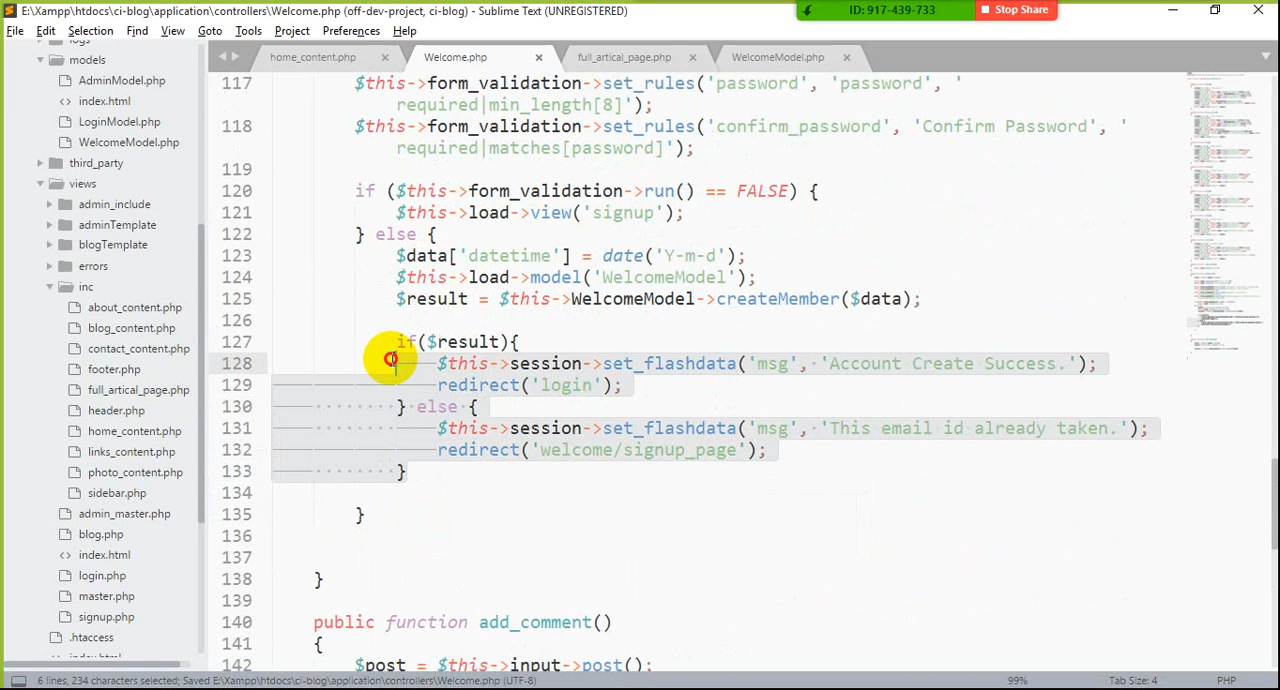 E:\Xampp\htdocs\ci-blog\application\controllers\Welcome.php (off-dev-project, ci-blog) - Sublime Text (UNREGISTERED)
ID: 917-439-733
Stop Share
File Edit Selection Find View Goto Tools Project Preferences Help
home_content.php
Welcome.php
full_artical_page.php
WelcomeModel.php
models
AdminModel.php
index.html
LoginModel.php
WelcomeModel.php
third_party
views
admin_include
adminTemplate
blogTemplate
errors
inc
about_content.php
blog_content.php
contact_content.php
footer.php
full_artical_page.php
header.php
home_content.php
links_content.php
photo_content.php
sidebar.php
admin_master.php
blog.php
index.html
login.php
master.php
signup.php
.htaccess
117 $this->form_validation->set_rules('password', 'password', '
required|min_length[8]');
118 $this->form_validation->set_rules('confirm_password', 'Confirm Password', '
required|matches[password]');
119
120 if ($this->form_validation->run() == FALSE) {
121 $this->load->view('signup');
122 } else {
123 $data['datetime'] = date('Y-m-d');
124 $this->load->model('WelcomeModel');
125 $result = $this->WelcomeModel->createMember($data);
126
127 if($result){
128 $this->session->set_flashdata('msg', 'Account Create Success.');
129 redirect('login');
130 } else {
131 $this->session->set_flashdata('msg', 'This email id already taken.');
132 redirect('welcome/signup_page');
133 }
134
135 }
136
137
138 }
139
140 public function add_comment()
141 {
142 $post = $this->input->post();
6 lines, 234 characters selected; Saved E:\Xampp\htdocs\ci-blog\application\controllers\Welcome.php (UTF-8)
99%
Tab Size: 4
PHP